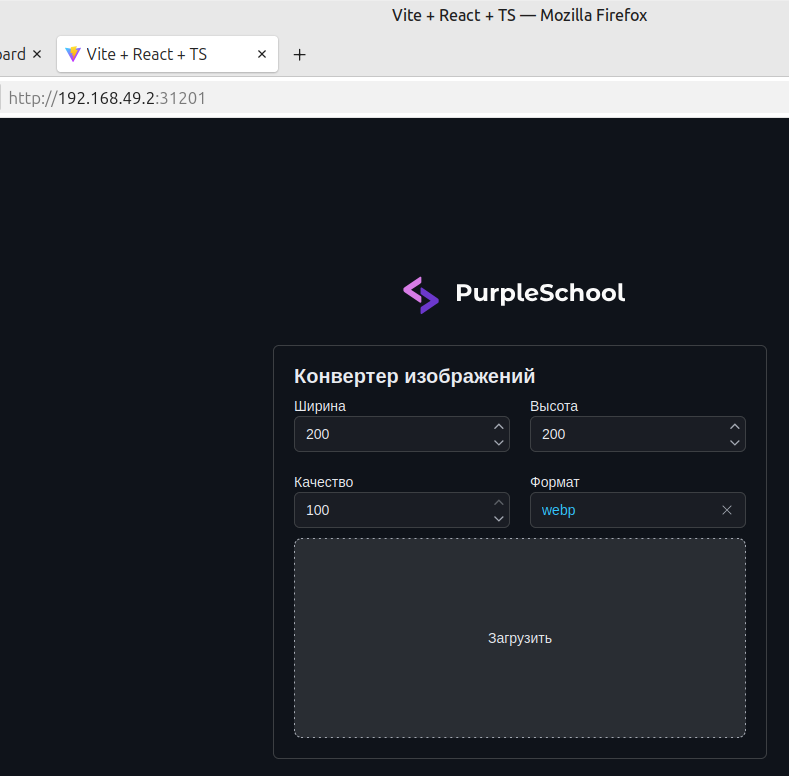 Vite + React + TS — Mozilla Firefox
oard × Vite + React + TS × +
http://192.168.49.2:31201
PurpleSchool
Конвертер изображений
Ширина Высота
200 200
Качество Формат
100 webp
Загрузить